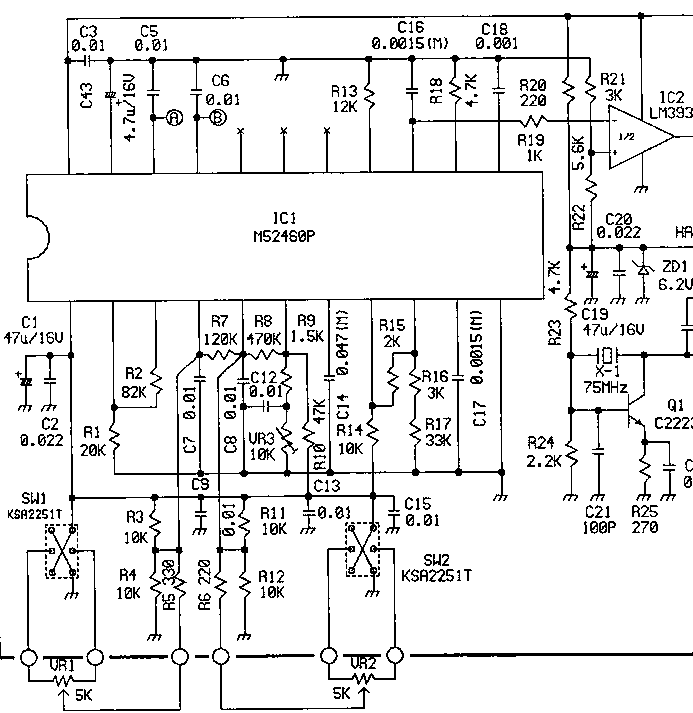 C3
0.01
C5
0.01
C16
0.0015(M)
C18
0.001
C43
4.7u/16V
+
C6
0.01
A
B
R13
12K
R18
4.7K
R20
220
R21
3K
IC2
LM393
1/2
-
+
R19
1K
5.6K
R22
IC1
M52460P
C20
0.022
HA
4.7K
R23
+
ZD1
6.2V
C1
47u/16V
+
C2
0.022
R2
82K
R1
20K
R7
120K
R8
470K
R9
1.5K
0.047(M)
C14
R15
2K
R16
3K
R17
33K
0.0015(M)
C17
C19
47u/16V
X-1
75MHz
C7
0.01
C8
0.01
C12
0.01
VR3
10K
47K
R10
R14
10K
R24
2.2K
Q1
C2223
C21
100P
R25
270
C
0
SW1
KSA2251T
C9
0.01
C13
0.01
C15
0.01
R3
10K
R11
10K
R4
10K
R5 330
R6 220
R12
10K
SW2
KSA2251T
VR1
5K
VR2
5K